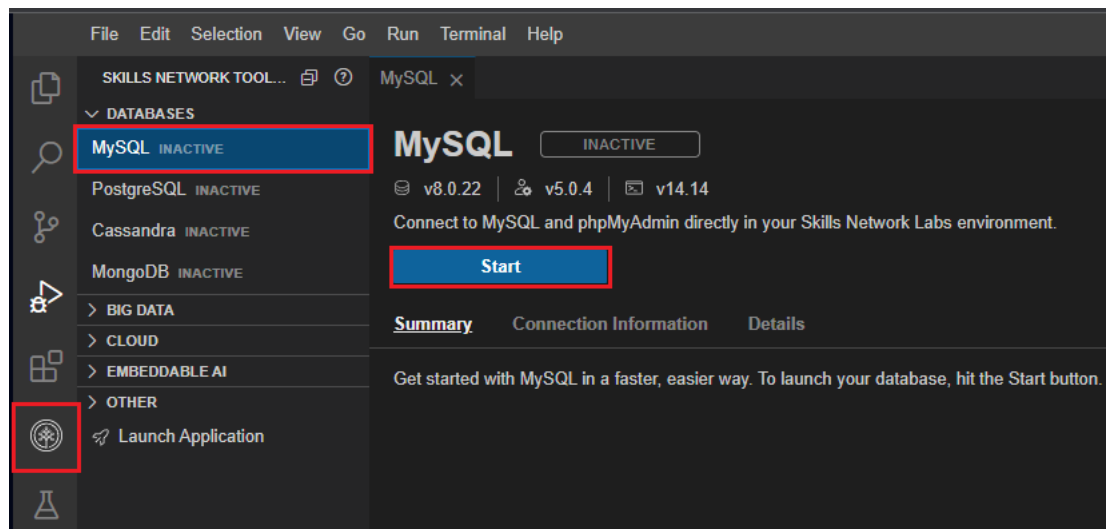 File Edit Selection View Go Run Terminal Help
SKILLS NETWORK TOOL...
MySQL
DATABASES
MySQL INACTIVE
PostgreSQL INACTIVE
Cassandra INACTIVE
MongoDB INACTIVE
BIG DATA
CLOUD
EMBEDDABLE AI
OTHER
Launch Application
MySQL INACTIVE
v8.0.22 v5.0.4 v14.14
Connect to MySQL and phpMyAdmin directly in your Skills Network Labs environment.
Start
Summary Connection Information Details
Get started with MySQL in a faster, easier way. To launch your database, hit the Start button.